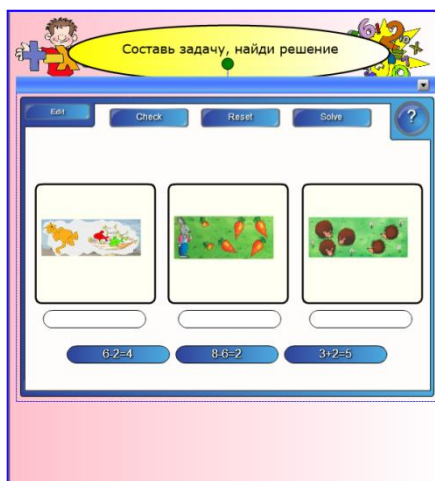 Составь задачу, найди решение
Edit
Check
Reset
Solve
?
6-2=4
8-6=2
3+2=5